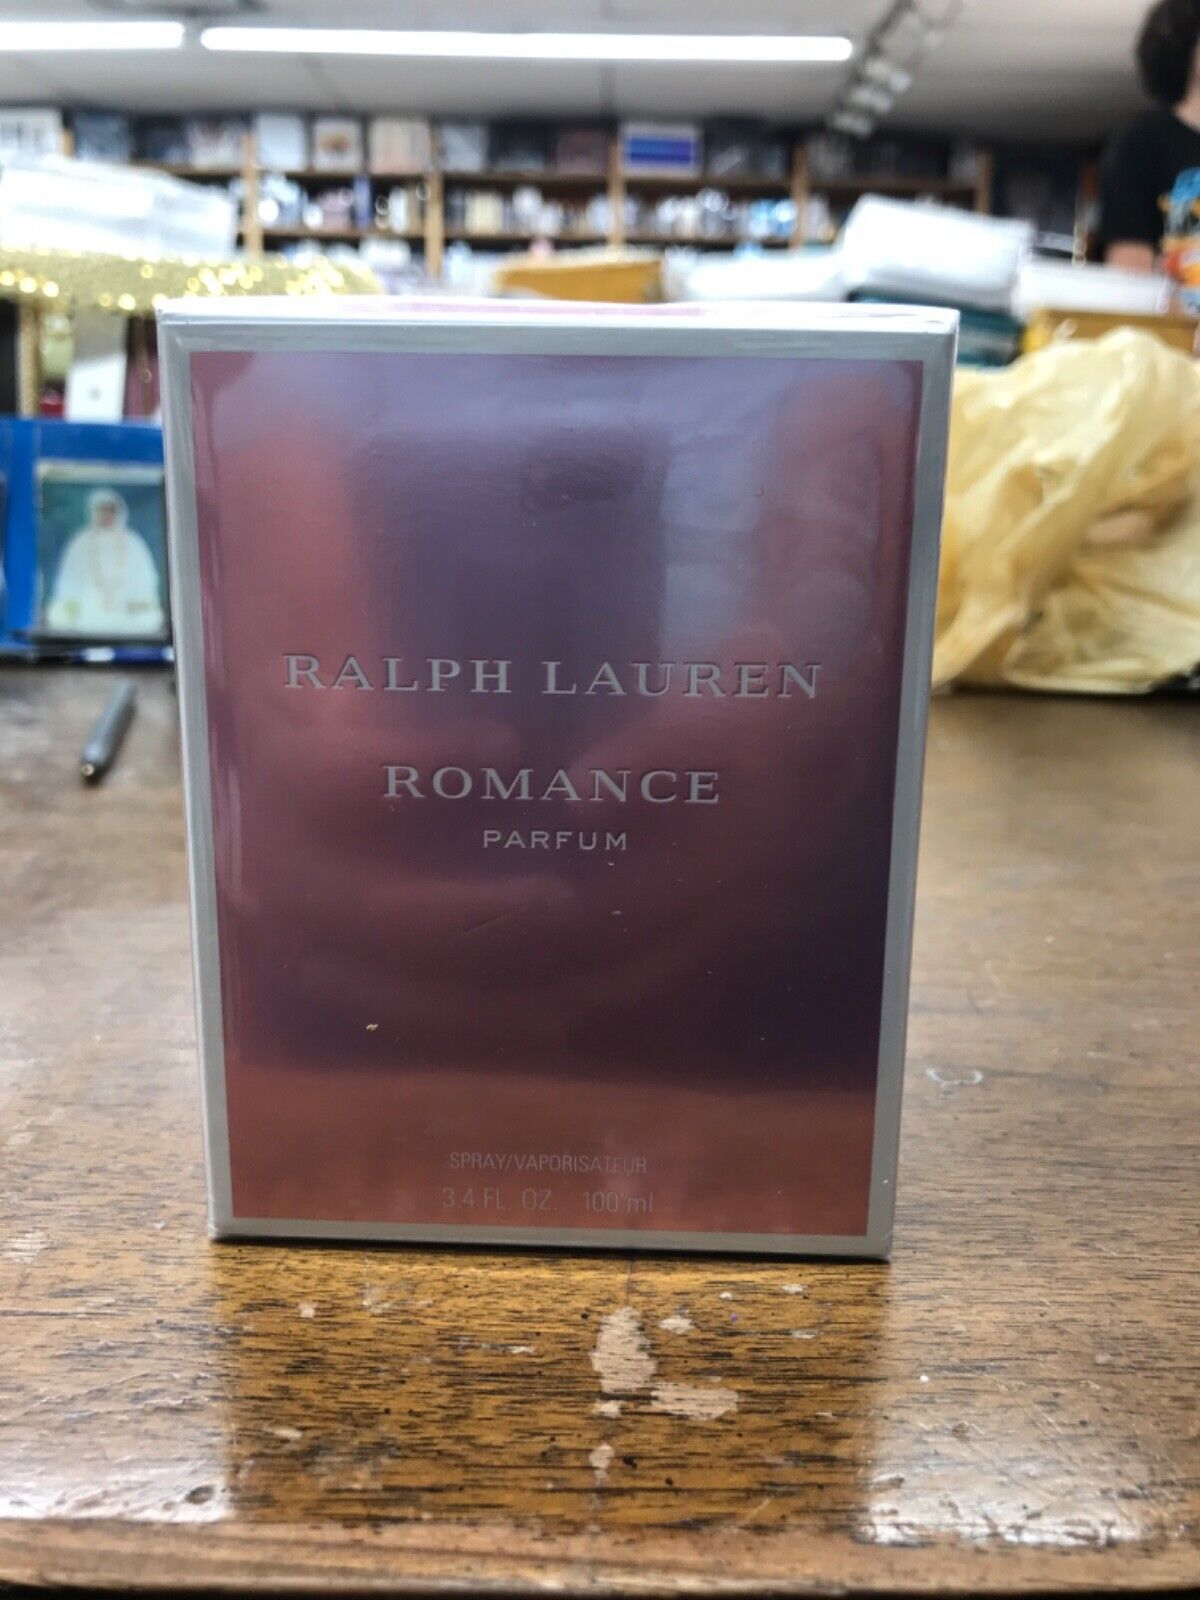 RALPH LAUREN
ROMANCE
PARFUM
SPRAY/VAPORISATEUR
3.4 FL. OZ. 100 ml